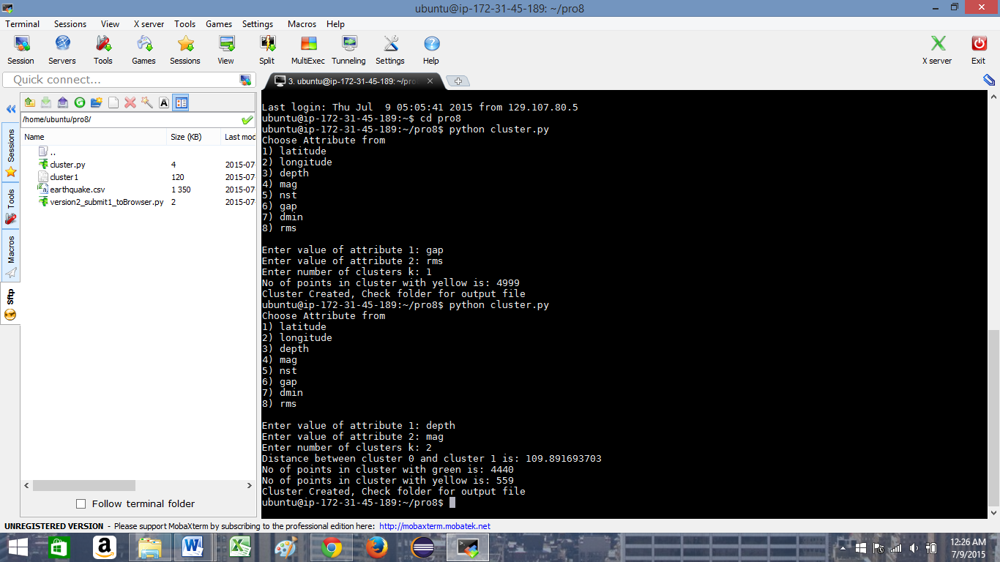 ubuntu@ip-172-31-45-189: ~/pro8
Terminal Sessions View X server Tools Games Settings Macros Help
Session Servers Tools Games Sessions View Split MultiExec Tunneling Settings Help X server Exit
Quick connect...
3. ubuntu@ip-172-31-45-189: ~/pro
/home/ubuntu/pro8/
Name Size (KB) Last mod
..
cluster.py 4 2015-07-
cluster1 120 2015-07-
earthquake.csv 1 350 2015-07-
version2_submit1_toBrowser.py 2 2015-07-
Sessions
Tools
Macros
Sftp
Follow terminal folder
Last login: Thu Jul  9 05:05:41 2015 from 129.107.80.5
ubuntu@ip-172-31-45-189:~$ cd pro8
ubuntu@ip-172-31-45-189:~/pro8$ python cluster.py
Choose Attribute from
1) latitude
2) longitude
3) depth
4) mag
5) nst
6) gap
7) dmin
8) rms
Enter value of attribute 1: gap
Enter value of attribute 2: rms
Enter number of clusters k: 1
No of points in cluster with yellow is: 4999
Cluster Created, Check folder for output file
ubuntu@ip-172-31-45-189:~/pro8$ python cluster.py
Choose Attribute from
1) latitude
2) longitude
3) depth
4) mag
5) nst
6) gap
7) dmin
8) rms
Enter value of attribute 1: depth
Enter value of attribute 2: mag
Enter number of clusters k: 2
Distance between cluster 0 and cluster 1 is: 109.891693703
No of points in cluster with green is: 4440
No of points in cluster with yellow is: 559
Cluster Created, Check folder for output file
ubuntu@ip-172-31-45-189:~/pro8$
UNREGISTERED VERSION - Please support MobaXterm by subscribing to the professional edition here: http://mobaxterm.mobatek.net
12:26 AM
7/9/2015